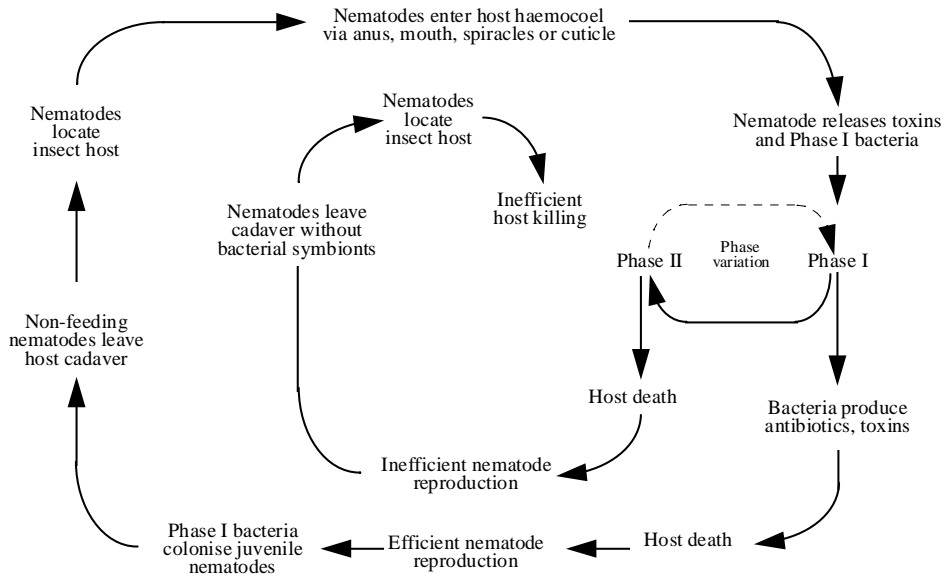 Nematodes enter host haemocoel
via anus, mouth, spiracles or cuticle
Nematode releases toxins
and Phase I bacteria
Phase I
Phase
variation
Phase II
Bacteria produce
antibiotics, toxins
Host death
Efficient nematode
reproduction
Phase I bacteria
colonise juvenile
nematodes
Non-feeding
nematodes leave
host cadaver
Nematodes
locate
insect host
Host death
Inefficient nematode
reproduction
Nematodes leave
cadaver without
bacterial symbionts
Nematodes
locate
insect host
Inefficient
host killing